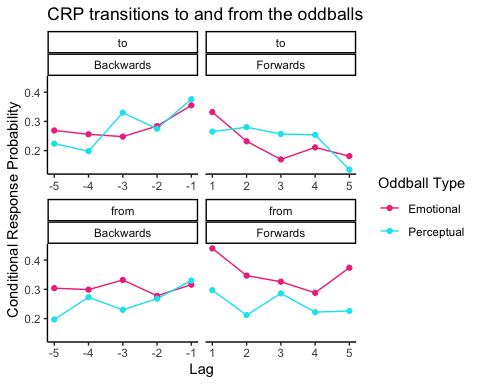 CRP transitions to and from the oddballs
to
to
Backwards
Forwards
0.4
0.3
0.2
-5 -4 -3 -2 -1
1 2 3 4 5
from
from
Backwards
Forwards
0.4
0.3
0.2
-5 -4 -3 -2 -1
1 2 3 4 5
Lag
Conditional Response Probability
Oddball Type
Emotional
Perceptual